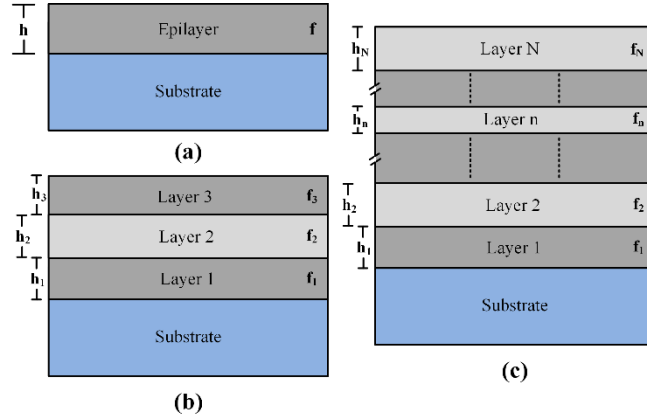 h
Epilayer f
Substrate
(a)
h3
Layer 3 f3
h2
Layer 2 f2
h1
Layer 1 f1
Substrate
(b)
hN
Layer N fN
hn
Layer n fn
h2
Layer 2 f2
h1
Layer 1 f1
Substrate
(c)